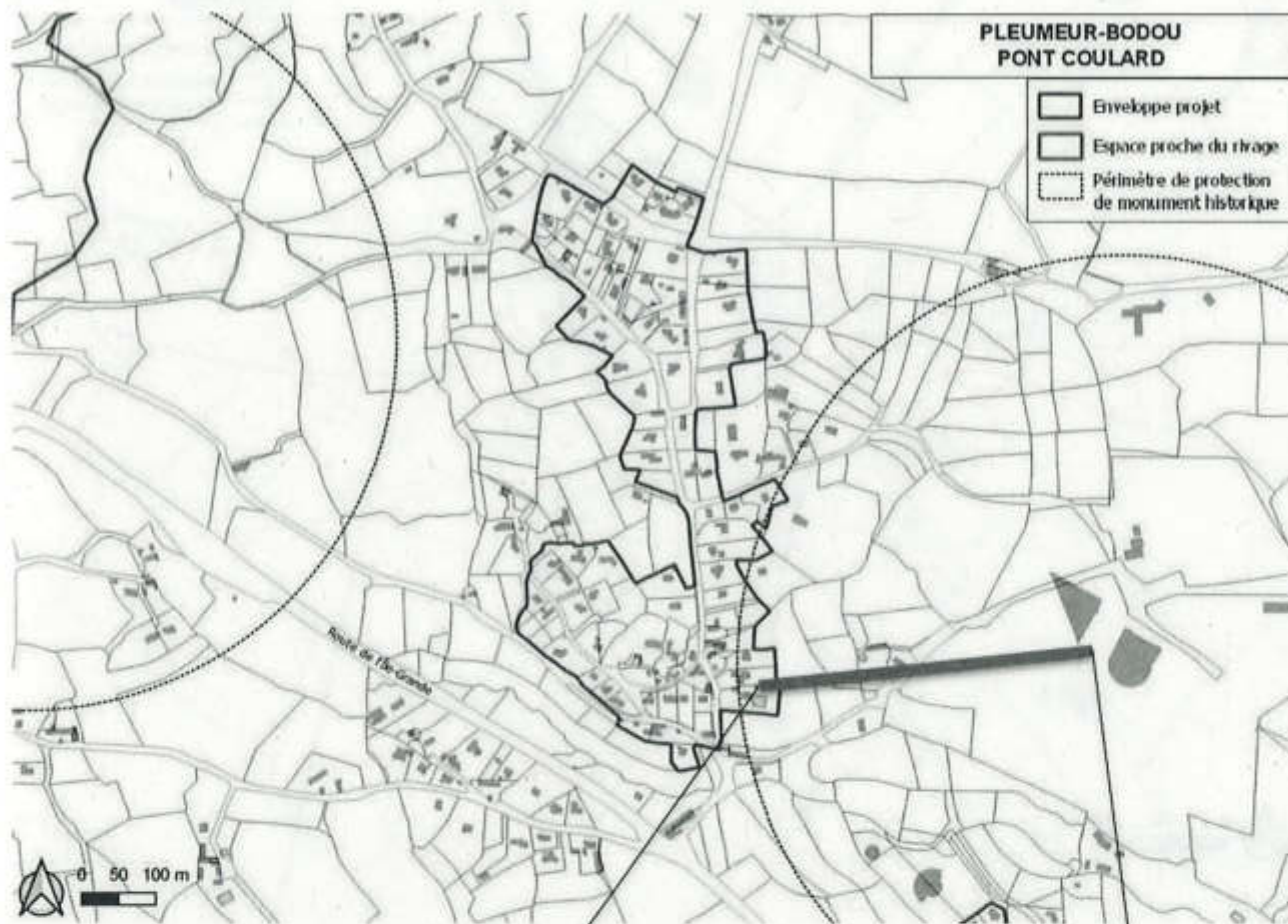 PLEUMEUR-BODOU
PONT COULARD
Enveloppe projet
Espace proche du rivage
Périmètre de protection
de monument historique
Route de l'Île-Grande
0 50 100 m